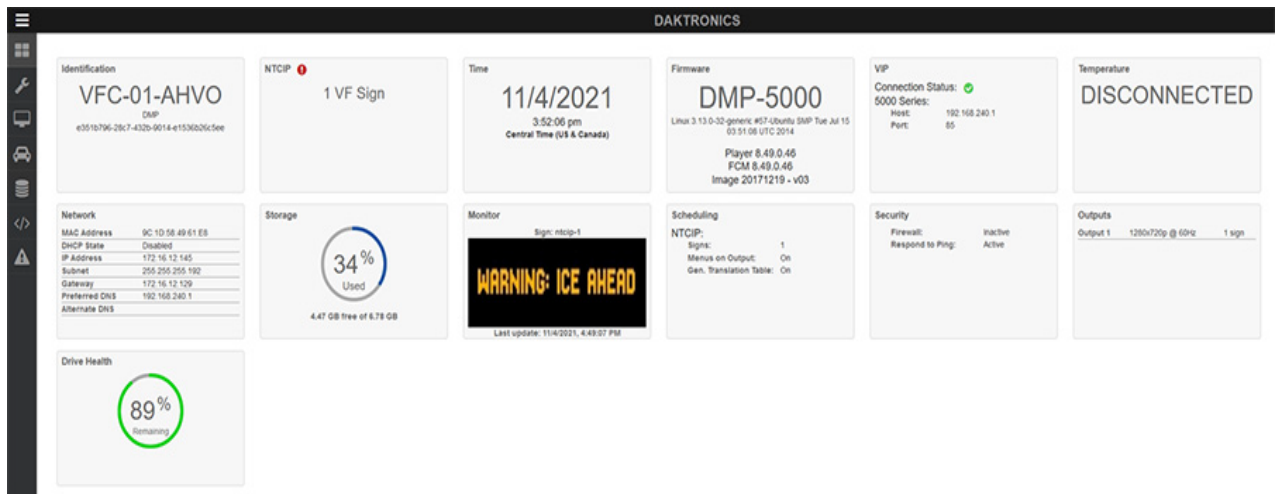 DAKTRONICS
Identification
VFC-01-AHVO
DMP
e351b796-28c7-432b-9014-e1536b26c5ee
NTCIP
1 VF Sign
Time
11/4/2021
3:52:06 pm
Central Time (US & Canada)
Firmware
DMP-5000
Linux 3.13.0-32-generic #57-Ubuntu SMP Tue Jul 15
03:51:08 UTC 2014
Player 8.49.0.46
FCM 8.49.0.46
Image 20171219 - v03
VIP
Connection Status:
5000 Series:
Host: 192.168.240.1
Port: 85
Temperature
DISCONNECTED
Network
MAC Address 9C:1D:58:49:61:E8
DHCP State Disabled
IP Address 172.16.12.145
Subnet 255.255.255.192
Gateway 172.16.12.129
Preferred DNS 192.168.240.1
Alternate DNS
Storage
34%
Used
4.47 GB free of 6.78 GB
Monitor
Sign: ntcip-1
WARNING: ICE AHEAD
Last update: 11/4/2021, 4:49:07 PM
Scheduling
NTCIP:
Signs: 1
Menus on Output: On
Gen. Translation Table: On
Security
Firewall: Inactive
Respond to Ping: Active
Outputs
Output 1 1280x720p @ 60Hz 1 sign
Drive Health
89%
Remaining